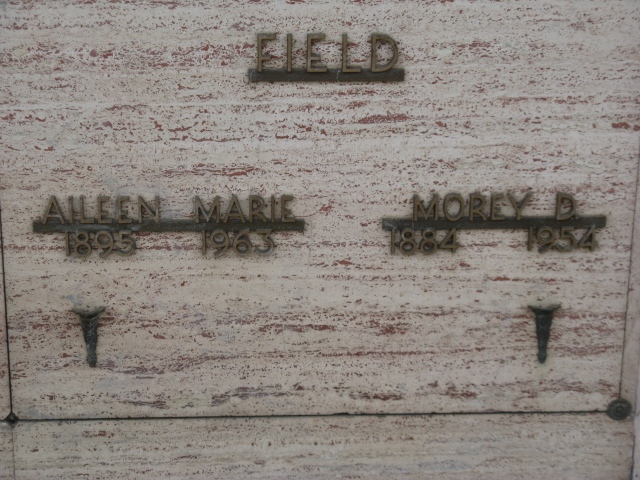 FIELD
AILEEN MARIE
1895 1963
MOREY D.
1884 1954